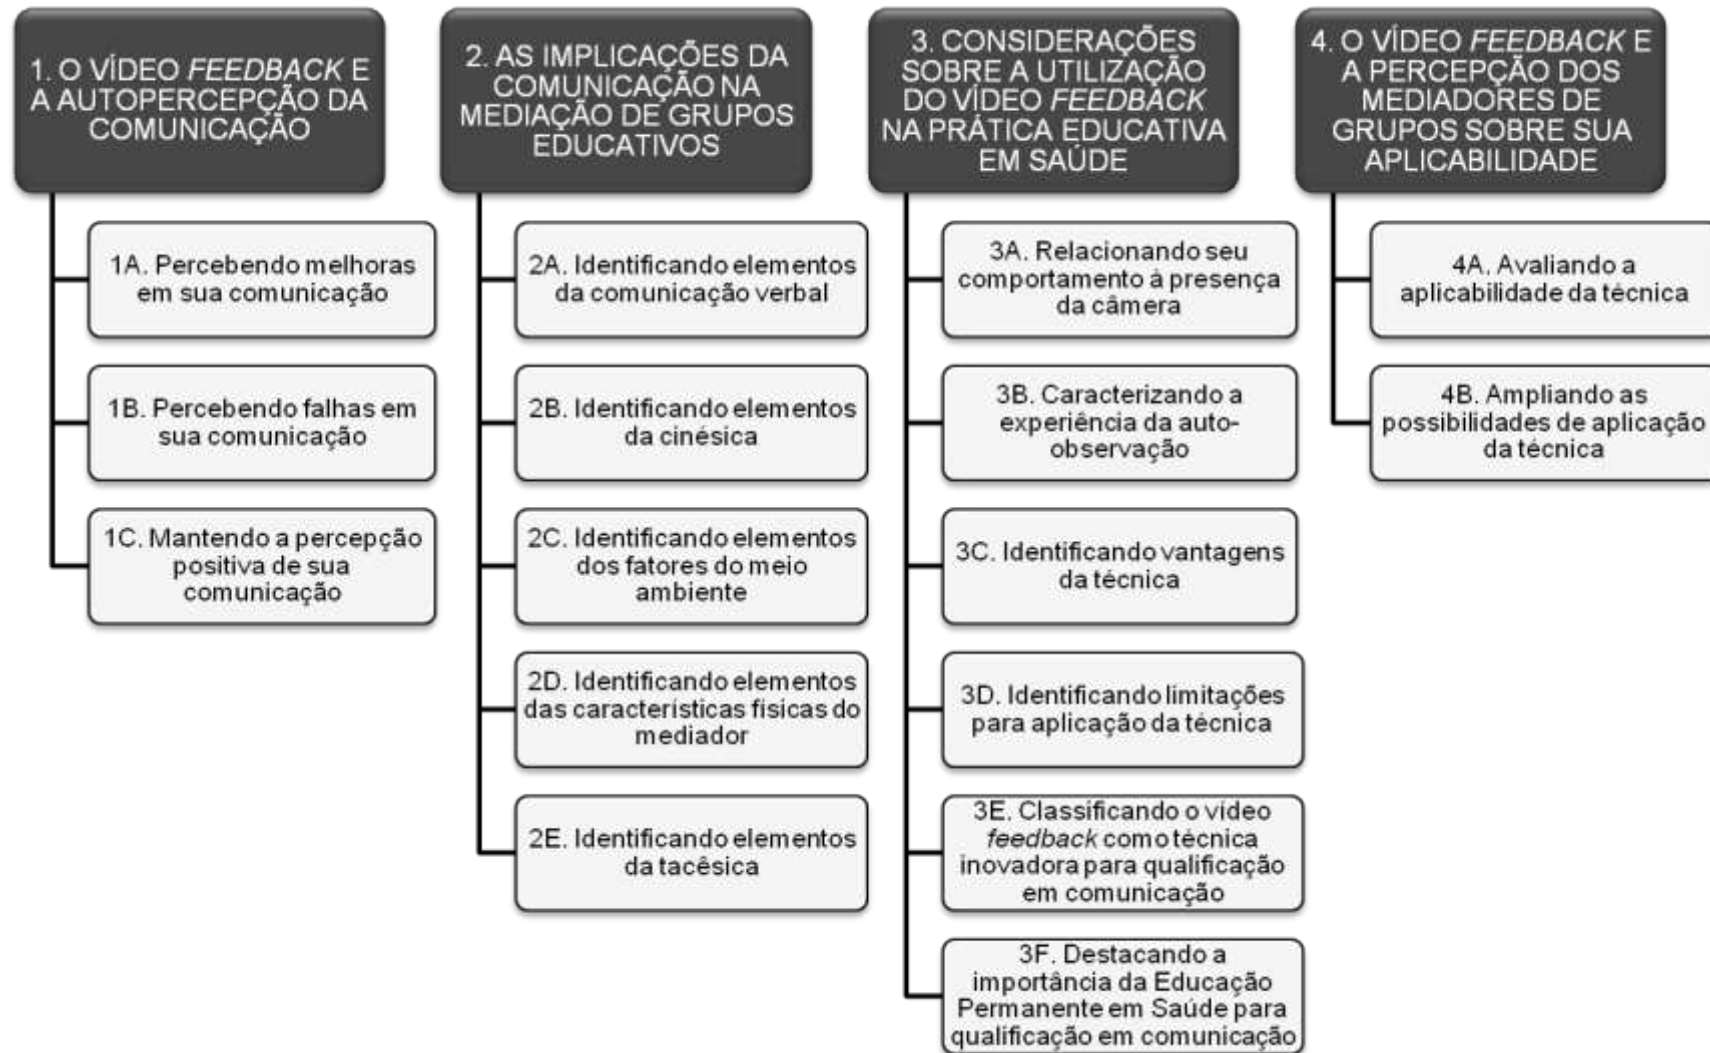 1. O VÍDEO FEEDBACK E
A AUTOPERCEPÇÃO DA
COMUNICAÇÃO
1A. Percebendo melhoras
em sua comunicação
1B. Percebendo falhas em
sua comunicação
1C. Mantendo a percepção
positiva de sua
comunicação
2. AS IMPLICAÇÕES DA
COMUNICAÇÃO NA
MEDIAÇÃO DE GRUPOS
EDUCATIVOS
2A. Identificando elementos
da comunicação verbal
2B. Identificando elementos
da cinésica
2C. Identificando elementos
dos fatores do meio
ambiente
2D. Identificando elementos
das características físicas do
mediador
2E. Identificando elementos
da tacêsica
3. CONSIDERAÇÕES
SOBRE A UTILIZAÇÃO
DO VÍDEO FEEDBACK
NA PRÁTICA EDUCATIVA
EM SAÚDE
3A. Relacionando seu
comportamento à presença
da câmera
3B. Caracterizando a
experiência da auto-
observação
3C. Identificando vantagens
da técnica
3D. Identificando limitações
para aplicação da técnica
3E. Classificando o vídeo
feedback como técnica
inovadora para qualificação
em comunicação
3F. Destacando a
importância da Educação
Permanente em Saúde para
qualificação em comunicação
4. O VÍDEO FEEDBACK E
A PERCEPÇÃO DOS
MEDIADORES DE
GRUPOS SOBRE SUA
APLICABILIDADE
4A. Avaliando a
aplicabilidade da técnica
4B. Ampliando as
possibilidades de aplicação
da técnica